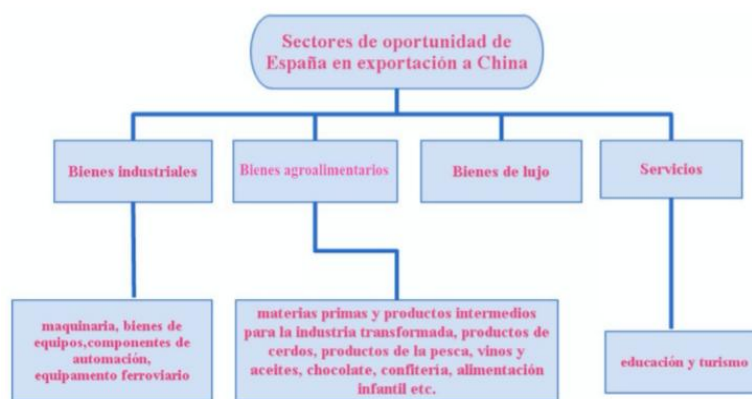 Sectores de oportunidad de
España en exportación a China
Bienes industriales
Bienes agroalimentarios
Bienes de lujo
Servicios
maquinaria, bienes de
equipos,componentes de
automación,
equipamento ferroviario
materias primas y productos intermedios
para la industria transformada, productos de
cerdos, productos de la pesca, vinos y
aceites, chocolate, confitería, alimentación
infantil etc.
educación y turismo